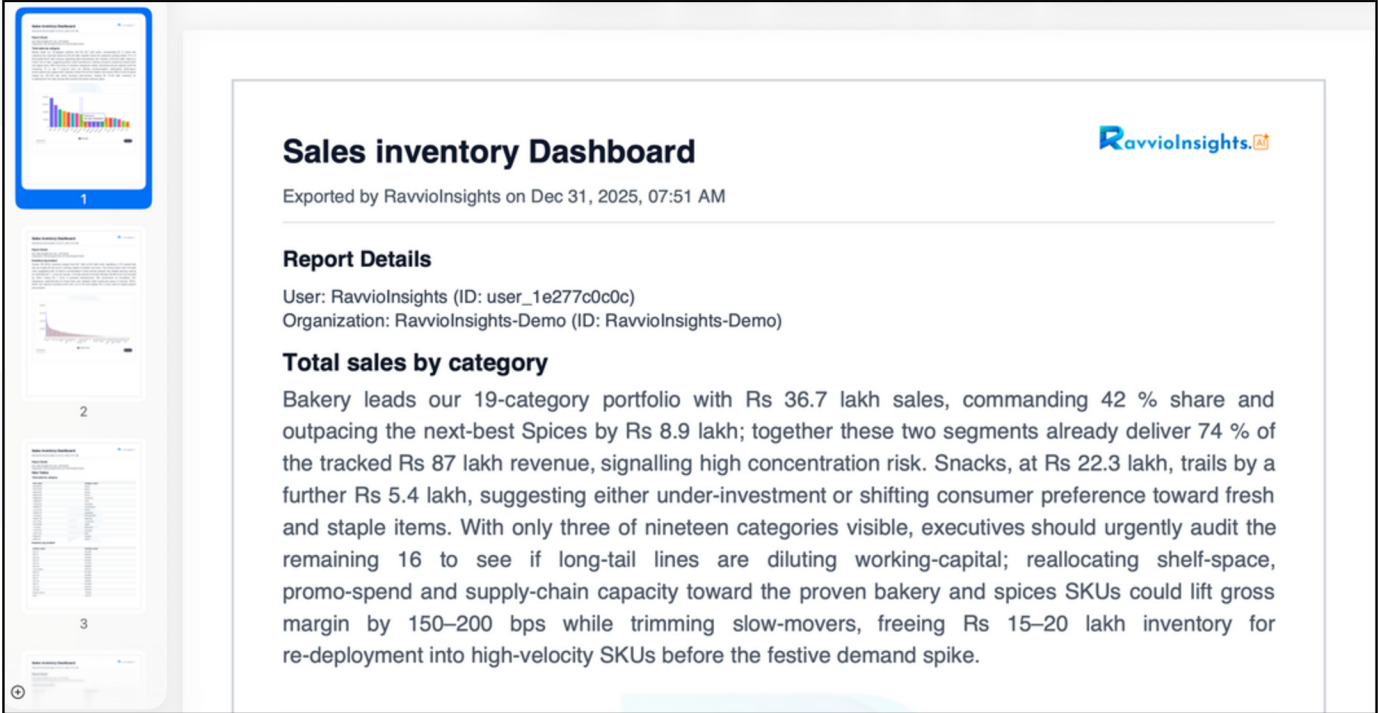 Sales inventory Dashboard
RavvioInsights.AI
Exported by RavvioInsights on Dec 31, 2025, 07:51 AM
Report Details
User: RavvioInsights (ID: user_1e277c0c0c)
Organization: RavvioInsights-Demo (ID: RavvioInsights-Demo)
Total sales by category
Bakery leads our 19-category portfolio with Rs 36.7 lakh sales, commanding 42 % share and
outpacing the next-best Spices by Rs 8.9 lakh; together these two segments already deliver 74 % of
the tracked Rs 87 lakh revenue, signalling high concentration risk. Snacks, at Rs 22.3 lakh, trails by a
further Rs 5.4 lakh, suggesting either under-investment or shifting consumer preference toward fresh
and staple items. With only three of nineteen categories visible, executives should urgently audit the
remaining 16 to see if long-tail lines are diluting working-capital; reallocating shelf-space,
promo-spend and supply-chain capacity toward the proven bakery and spices SKUs could lift gross
margin by 150–200 bps while trimming slow-movers, freeing Rs 15–20 lakh inventory for
re-deployment into high-velocity SKUs before the festive demand spike.
1
2
3